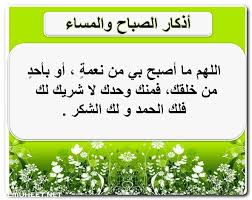 أذكار الصباح والمساء
اللهم ما أصبح بي من نعمةٍ ، أو بأحدٍ
من خلقك، فمنك وحدك لا شريك لك
فلك الحمد و لك الشكر .